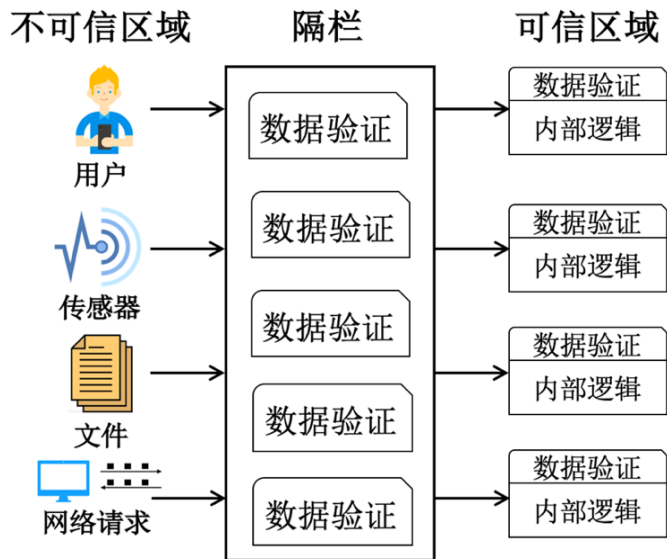 不可信区域
隔栏
可信区域
用户
传感器
文件
网络请求
数据验证
数据验证
数据验证
数据验证
数据验证
数据验证
内部逻辑
数据验证
内部逻辑
数据验证
内部逻辑
数据验证
内部逻辑